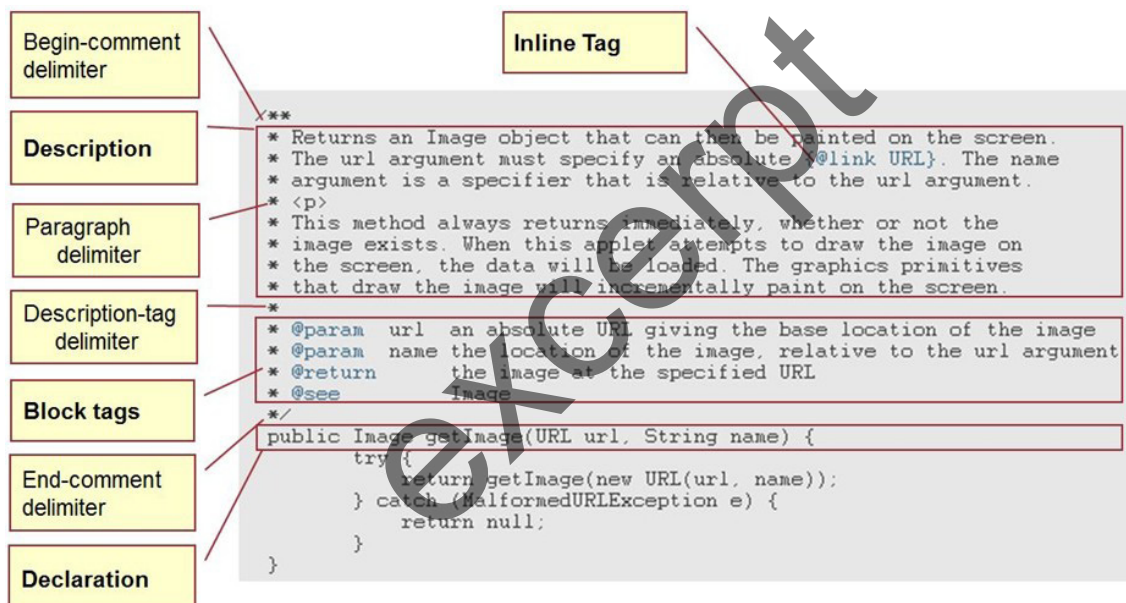 Begin-comment
delimiter
Inline Tag
Description
Paragraph
delimiter
Description-tag
delimiter
Block tags
End-comment
delimiter
Declaration
/**
* Returns an Image object that can then be painted on the screen.
* The url argument must specify an absolute {@link URL}. The name
* argument is a specifier that is relative to the url argument.
* <p>
* This method always returns immediately, whether or not the
* image exists. When this applet attempts to draw the image on
* the screen, the data will be loaded. The graphics primitives
* that draw the image will incrementally paint on the screen.
*
* @param url an absolute URL giving the base location of the image
* @param name the location of the image, relative to the url argument
* @return the image at the specified URL
* @see Image
*/
public Image getImage(URL url, String name) {
try {
return getImage(new URL(url, name));
} catch (MalformedURLException e) {
return null;
}
}
excerpt